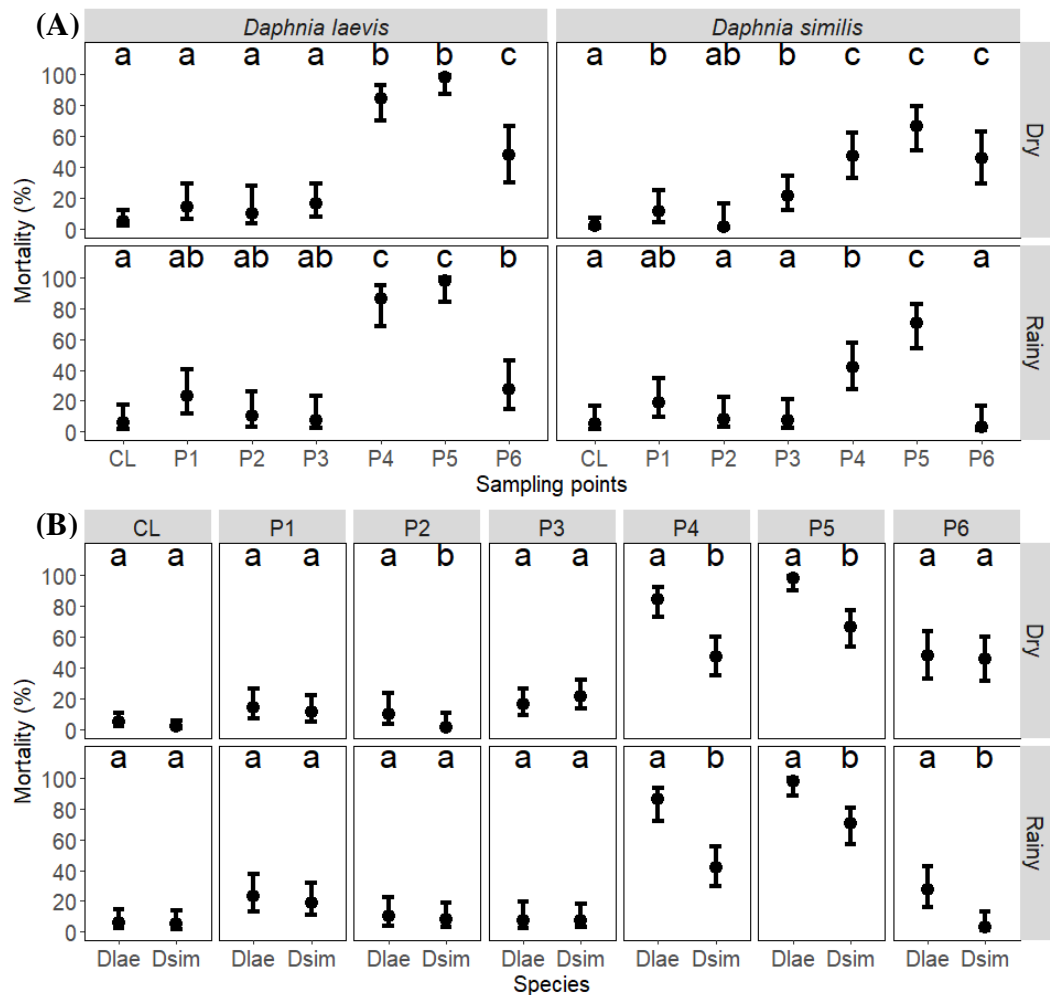 (A)
Daphnia laevis Daphnia similis
a a a a b b c a b ab b c c c
100
80
60
40
20
0
Dry
a ab ab ab c c b a ab a a b c a
100
80
60
40
20
0
Rainy
Mortality (%)
CL P1 P2 P3 P4 P5 P6 CL P1 P2 P3 P4 P5 P6
Sampling points
(B)
CL P1 P2 P3 P4 P5 P6
a a a a a b a a a b a b a a
100
80
60
40
20
0
Dry
a a a a a a a a a b a b a b
100
80
60
40
20
0
Rainy
Mortality (%)
Dlae Dsim Dlae Dsim Dlae Dsim Dlae Dsim Dlae Dsim Dlae Dsim Dlae Dsim
Species